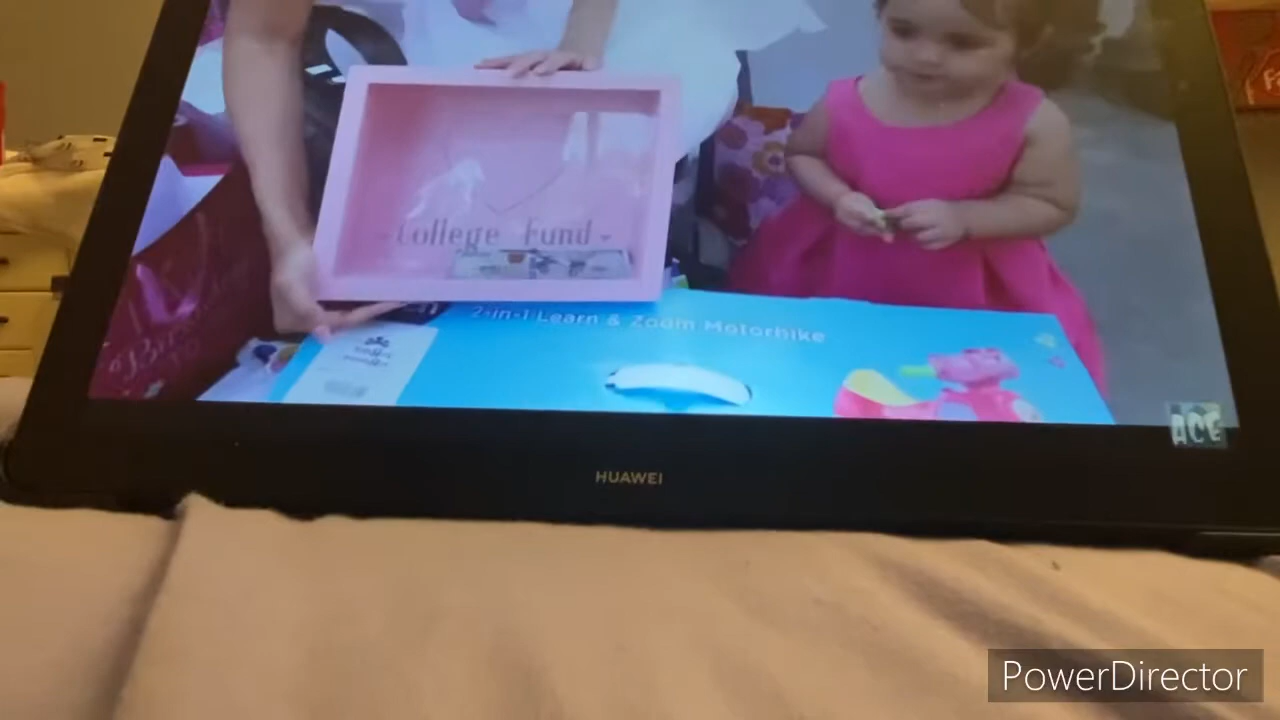 College Fund
2-in-1 Learn & Zoom Motorbike
ACE
HUAWEI
PowerDirector